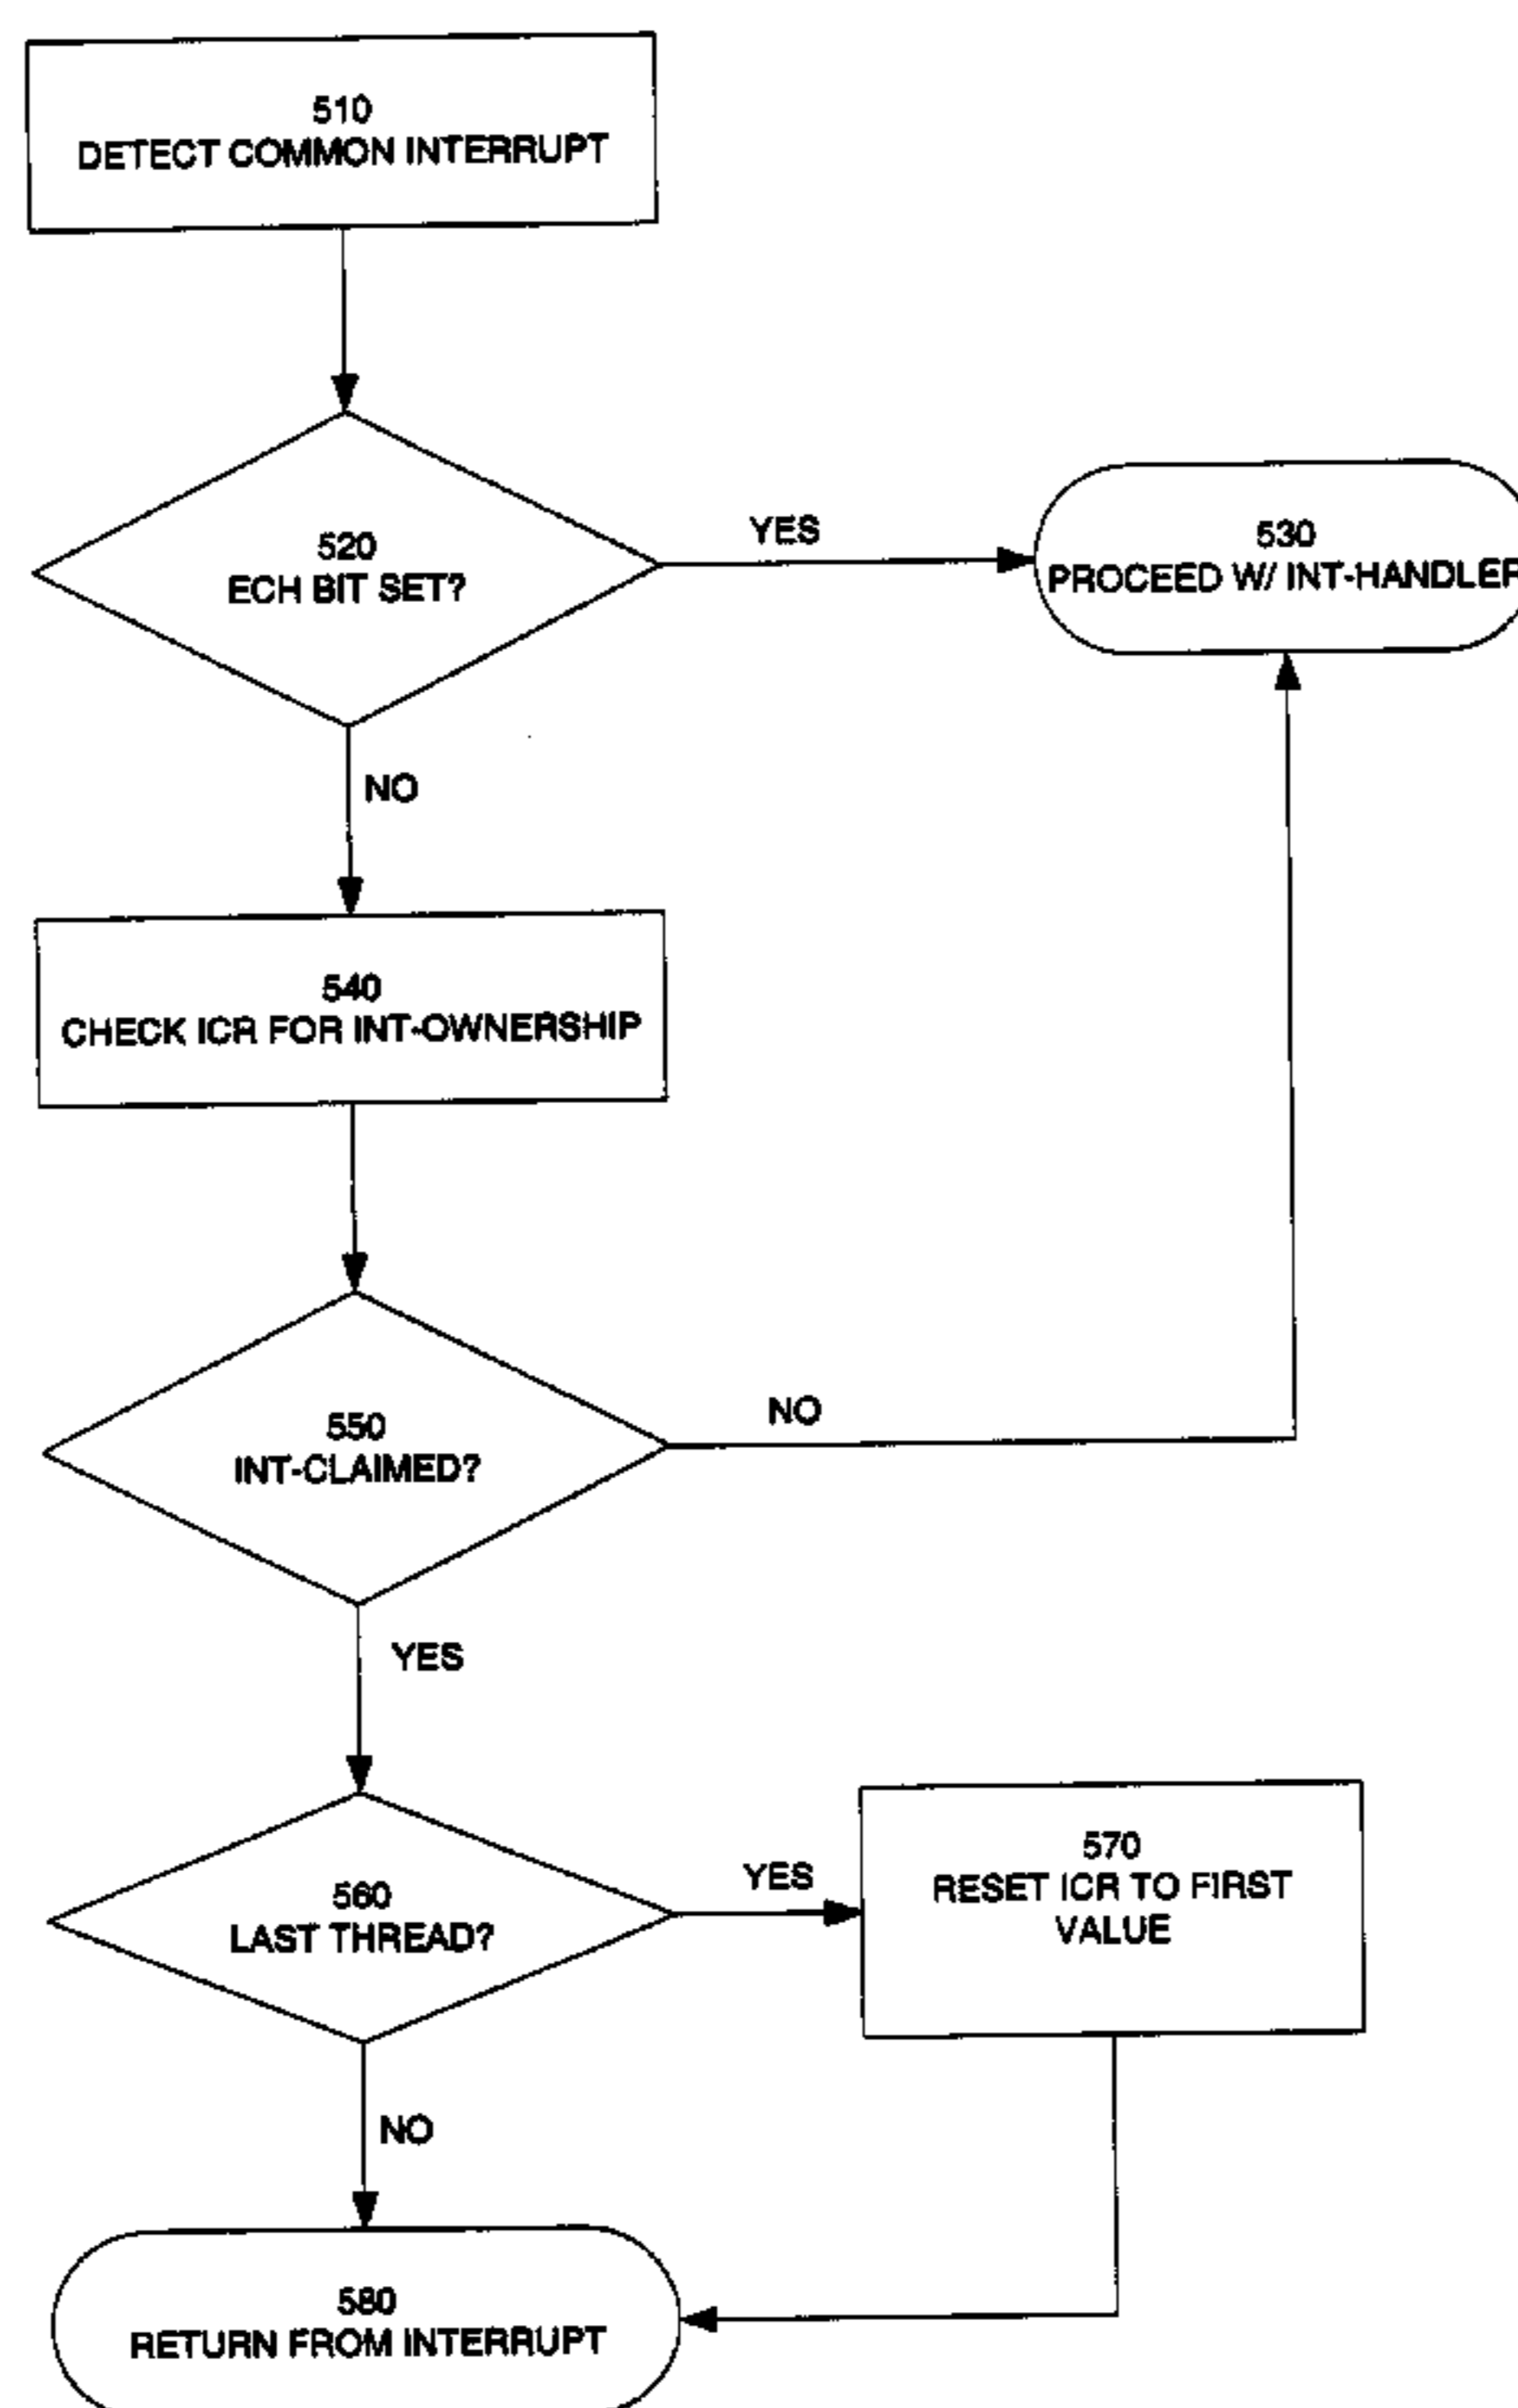 510
DETECT COMMON INTERRUPT
520
ECH BIT SET?
YES
530
PROCEED W/ INT-HANDLER
NO
540
CHECK ICR FOR INT-OWNERSHIP
550
INT-CLAIMED?
NO
YES
560
LAST THREAD?
YES
570
RESET ICR TO FIRST
VALUE
NO
580
RETURN FROM INTERRUPT